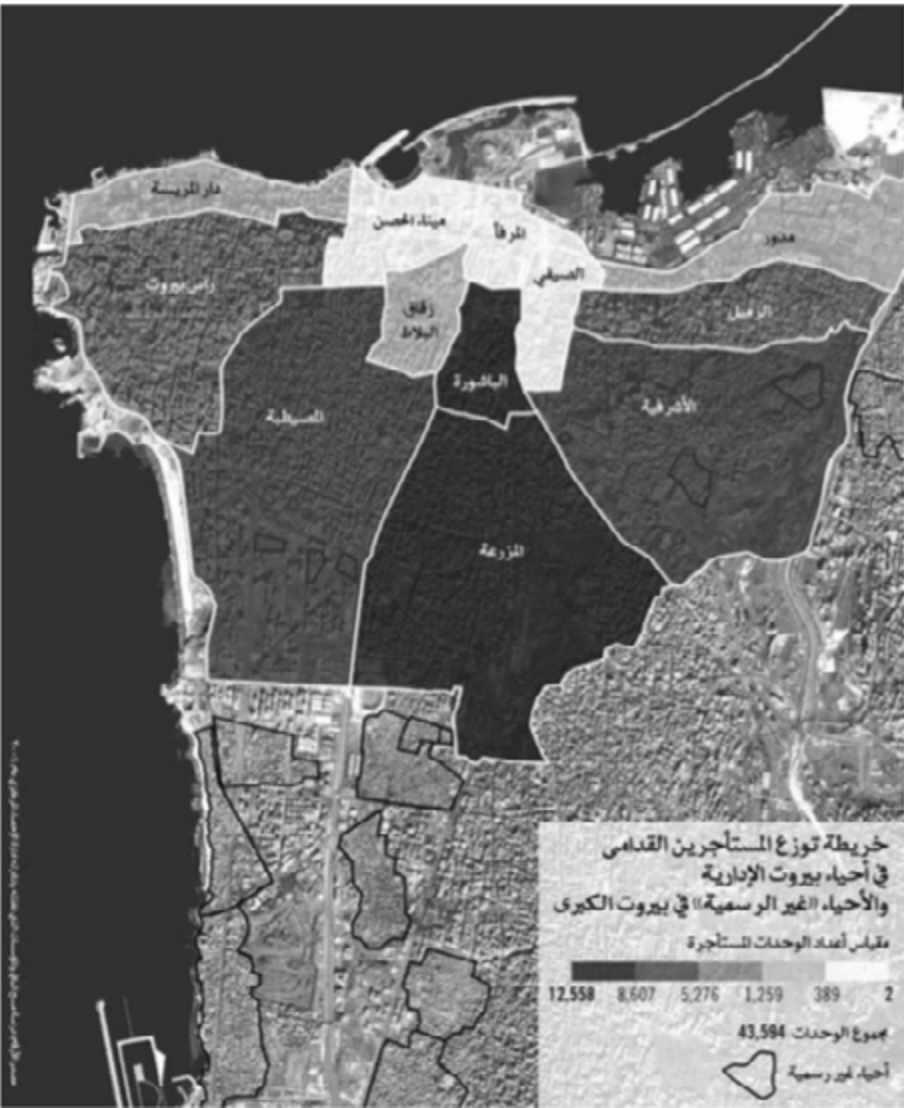 دار المريسة
ميناء الحصن
المرفأ
مدور
الصيفي
راس بيروت
زقاق
البلاط
الرميل
الباشورة
المصيطبة
الأشرفية
المزرعة
خريطة توزع المستأجرين القدامى
في أحياء بيروت الإدارية
والأحياء «غير الرسمية» في بيروت الكبرى
مقياس أعداد الوحدات المستأجرة
12,558 8,607 5,276 1,259 389 2
مجموع الوحدات 43,594
أحياء غير رسمية